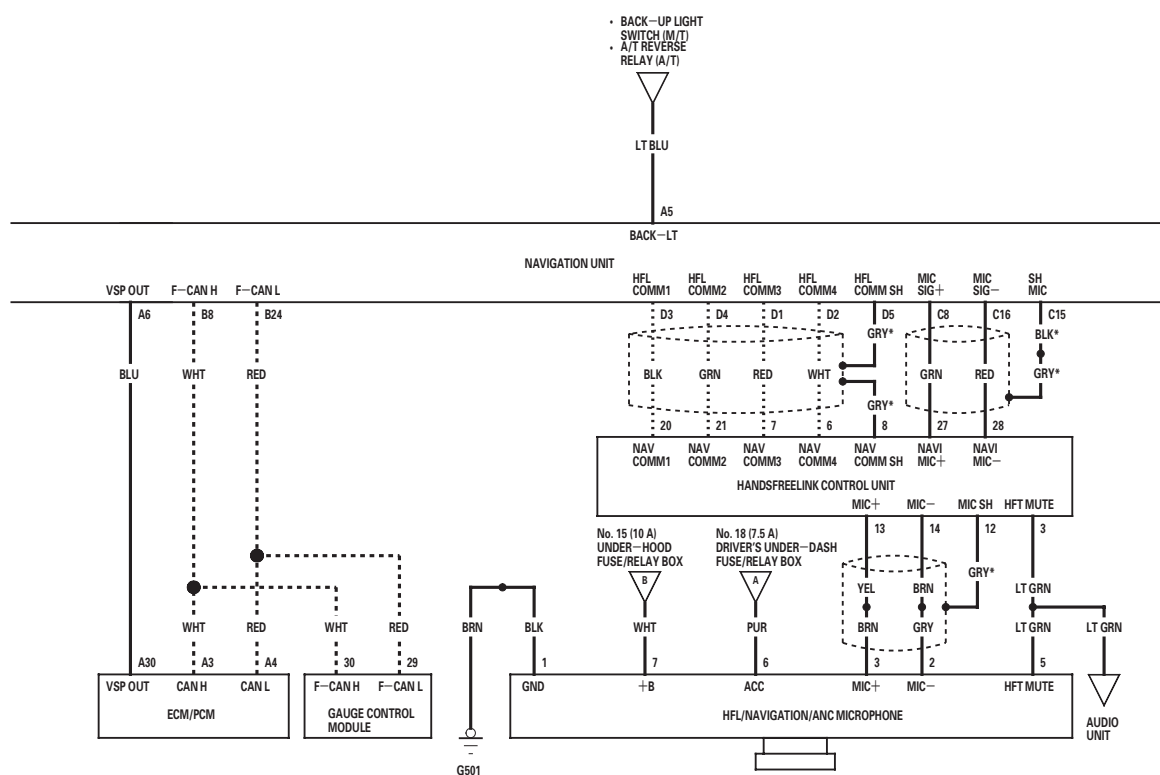 • BACK-UP LIGHT
SWITCH (M/T)
• A/T REVERSE
RELAY (A/T)
LT BLU
A5
BACK-LT
NAVIGATION UNIT
VSP OUT F-CAN H F-CAN L
HFL HFL HFL HFL HFL MIC MIC SH
COMM1 COMM2 COMM3 COMM4 COMM SH SIG+ SIG- MIC
A6 B8 B24 D3 D4 D1 D2 D5 C8 C16 C15
GRY* BLK*
BLU WHT RED BLK GRN RED WHT GRN RED GRY*
GRY*
20 21 7 6 8 27 28
NAV NAV NAV NAV NAV NAVI NAVI
COMM1 COMM2 COMM3 COMM4 COMM SH MIC+ MIC-
HANDSFREELINK CONTROL UNIT
MIC+ MIC- MIC SH HFT MUTE
13 14 12 3
No. 15 (10 A) No. 18 (7.5 A)
UNDER-HOOD DRIVER'S UNDER-DASH
FUSE/RELAY BOX FUSE/RELAY BOX
B A
GRY*
YEL BRN LT GRN
WHT RED WHT RED BRN BLK WHT PUR BRN GRY LT GRN LT GRN
A30 A3 A4 30 29 1 7 6 3 2 5
VSP OUT CAN H CAN L F-CAN H F-CAN L GND +B ACC MIC+ MIC- HFT MUTE
ECM/PCM
GAUGE CONTROL
MODULE
HFL/NAVIGATION/ANC MICROPHONE
AUDIO
UNIT
G501